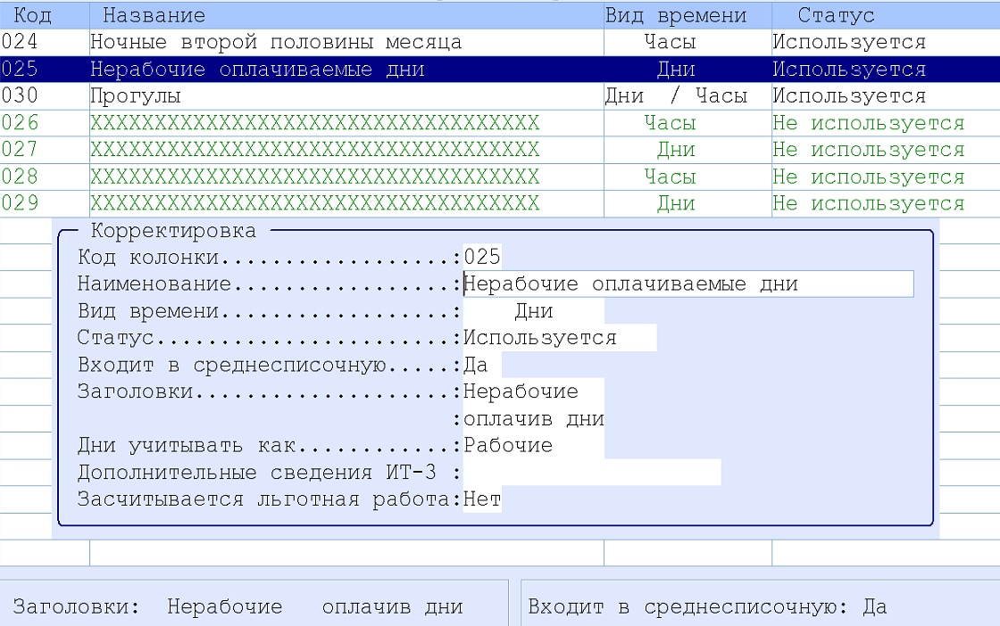 Код Название Вид времени Статус
024 Ночные второй половины месяца Часы Используется
025 Нерабочие оплачиваемые дни Дни Используется
030 Прогулы Дни / Часы Используется
026 XXXXXXXXXXXXXXXXXXXXXXXXXXXXXXXXXXX Часы Не используется
027 XXXXXXXXXXXXXXXXXXXXXXXXXXXXXXXXXXX Дни Не используется
028 XXXXXXXXXXXXXXXXXXXXXXXXXXXXXXXXXXX Часы Не используется
029 XXXXXXXXXXXXXXXXXXXXXXXXXXXXXXXXXXX Дни Не используется
Корректировка
Код колонки..................:025
Наименование.................:Нерабочие оплачиваемые дни
Вид времени..................: Дни
Статус.......................:Используется
Входит в среднесписочную.....:Да
Заголовки....................:Нерабочие
:оплачив дни
Дни учитывать как............:Рабочие
Дополнительные сведения ИТ-3 :
Засчитывается льготная работа:Нет
Заголовки: Нерабочие оплачив дни Входит в среднесписочную: Да